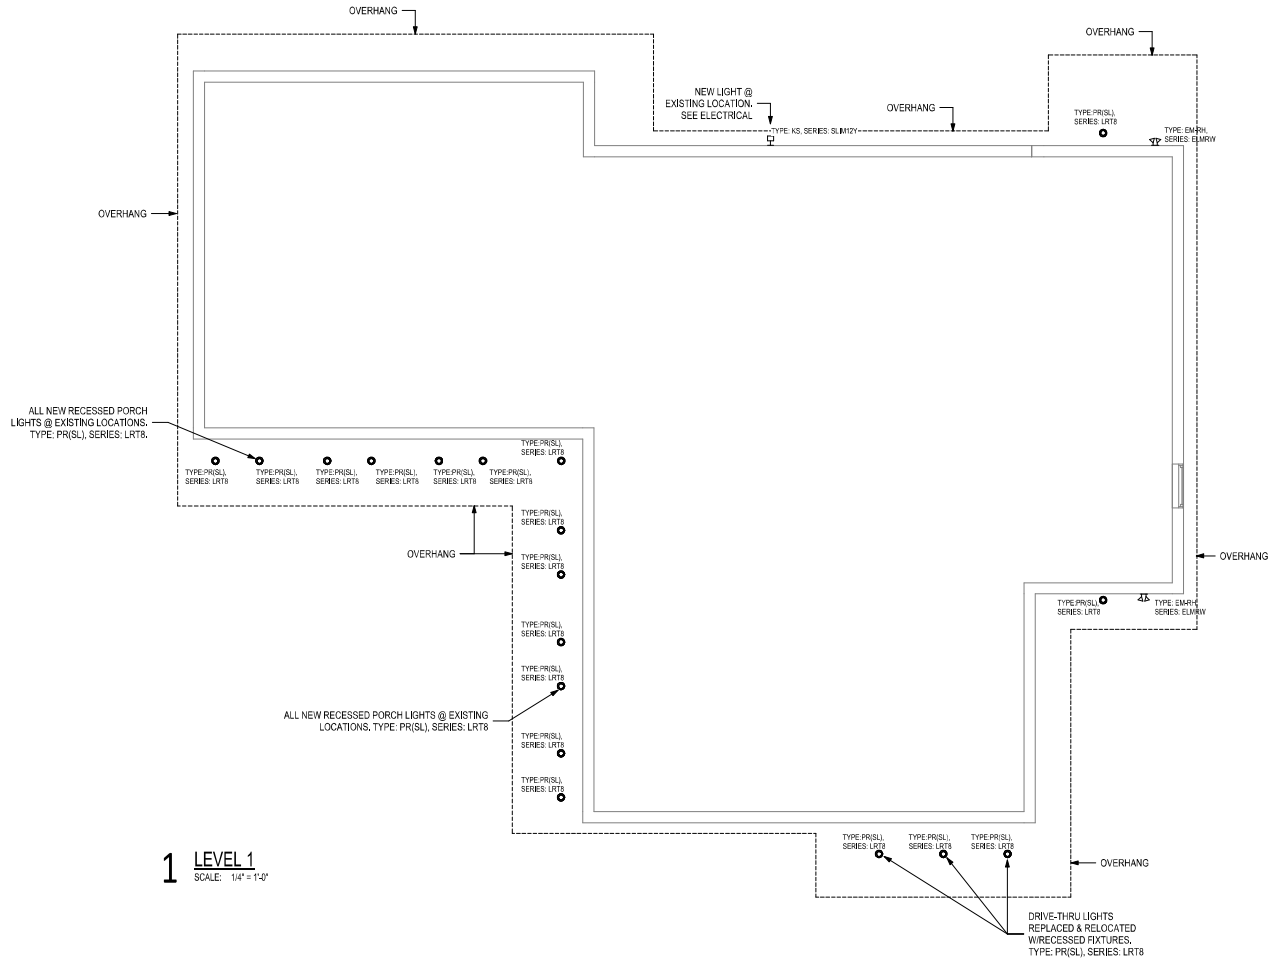 OVERHANG
OVERHANG
NEW LIGHT @
EXISTING LOCATION.
SEE ELECTRICAL
OVERHANG
TYPE: PR(SL),
SERIES: LRT8
TYPE: KS, SERIES: SLIM12Y
TYPE: EM-RH,
SERIES: ELMRW
OVERHANG
ALL NEW RECESSED PORCH
LIGHTS @ EXISTING LOCATIONS.
TYPE: PR(SL), SERIES: LRT8.
TYPE:PR(SL),
SERIES: LRT8
TYPE:PR(SL),
SERIES: LRT8
TYPE:PR(SL),
SERIES: LRT8
TYPE:PR(SL),
SERIES: LRT8
TYPE:PR(SL),
SERIES: LRT8
TYPE:PR(SL),
SERIES: LRT8
TYPE:PR(SL),
SERIES: LRT8
TYPE:PR(SL),
SERIES: LRT8
OVERHANG
TYPE:PR(SL),
SERIES: LRT8
OVERHANG
TYPE:PR(SL),
SERIES: LRT8
TYPE: EM-RH,
SERIES: ELMRW
TYPE:PR(SL),
SERIES: LRT8
TYPE:PR(SL),
SERIES: LRT8
ALL NEW RECESSED PORCH LIGHTS @ EXISTING
LOCATIONS. TYPE: PR(SL), SERIES: LRT8
TYPE:PR(SL),
SERIES: LRT8
TYPE:PR(SL),
SERIES: LRT8
TYPE:PR(SL),
SERIES: LRT8
TYPE:PR(SL),
SERIES: LRT8
TYPE:PR(SL),
SERIES: LRT8
OVERHANG
1 LEVEL 1
SCALE: 1/4" = 1'-0"
DRIVE-THRU LIGHTS
REPLACED & RELOCATED
W/RECESSED FIXTURES.
TYPE: PR(SL), SERIES: LRT8